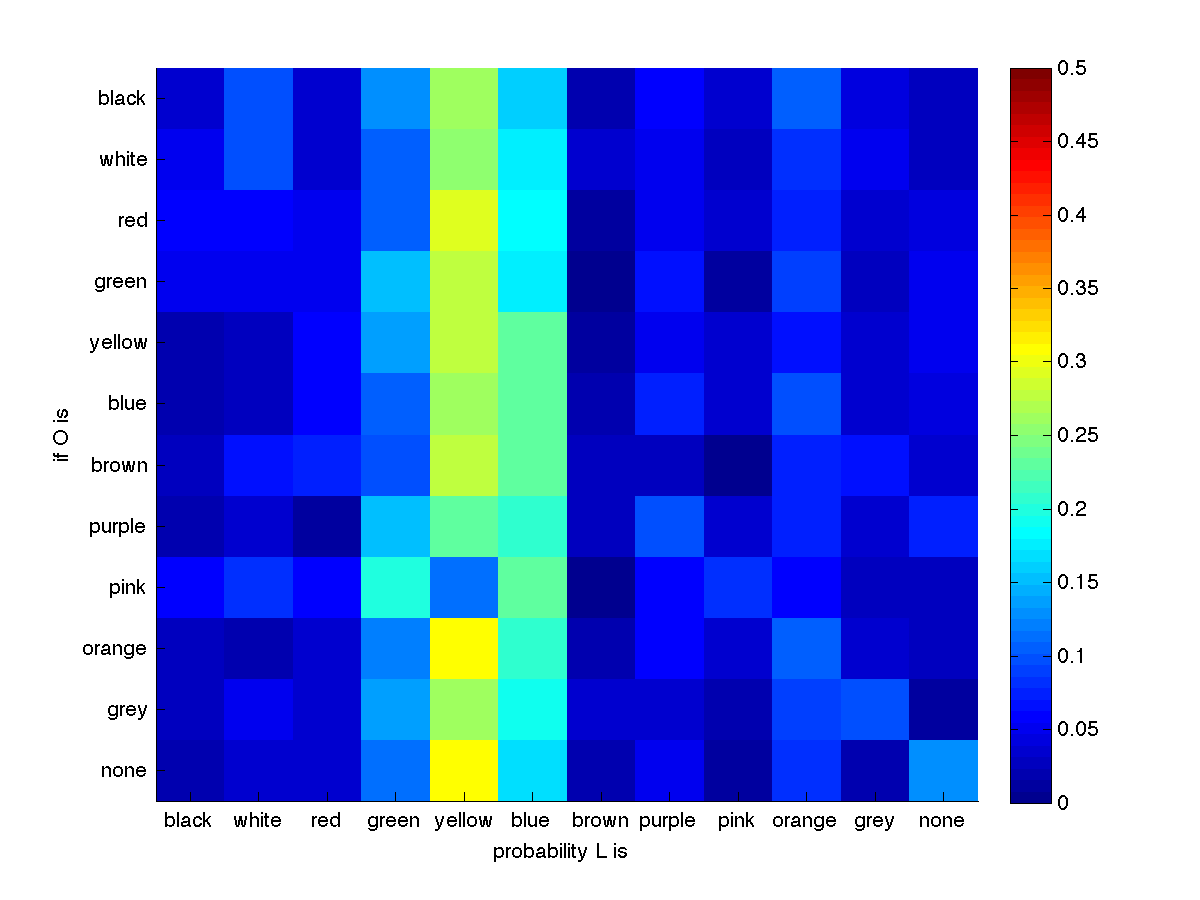 black
white
red
green
yellow
blue
brown
purple
pink
orange
grey
none
if O is
black white red green yellow blue brown purple pink orange grey none
probability L is
0.5
0.45
0.4
0.35
0.3
0.25
0.2
0.15
0.1
0.05
0